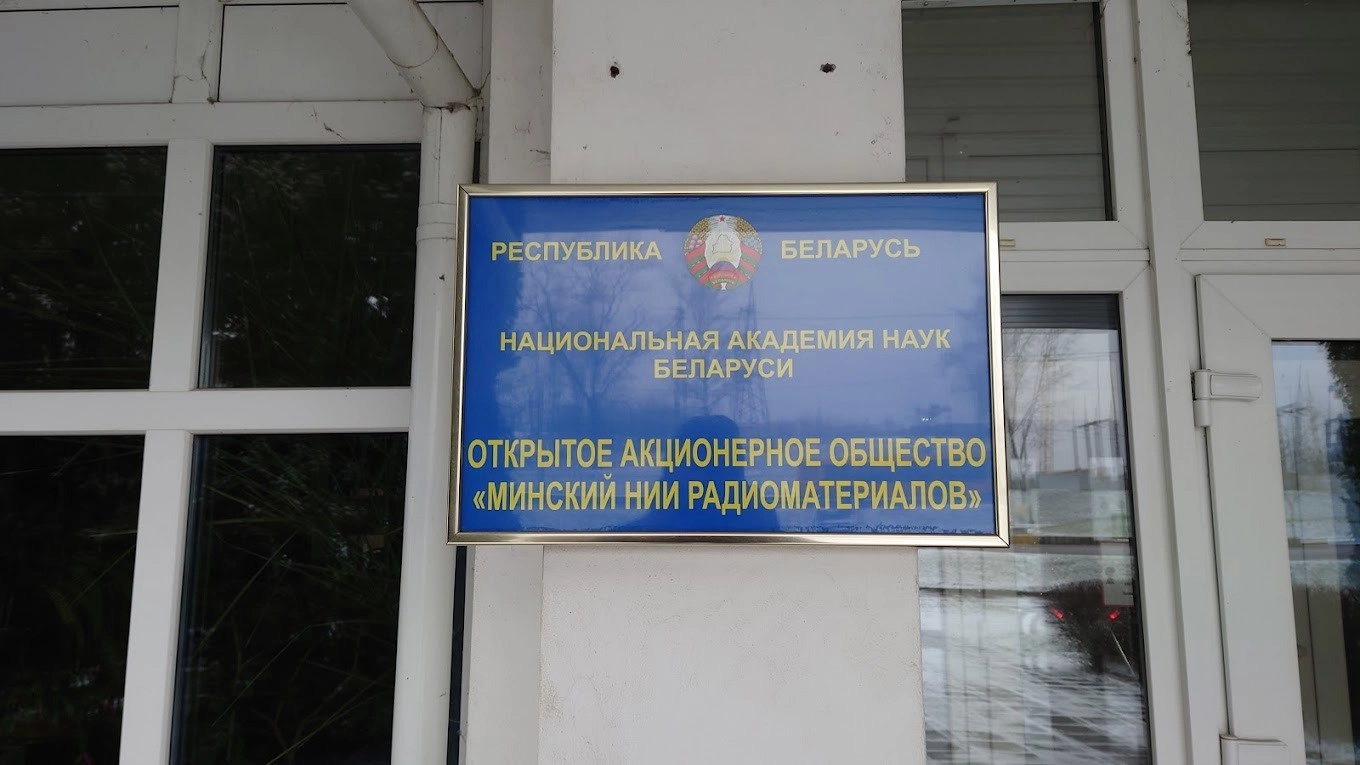 РЕСПУБЛИКА БЕЛАРУСЬ
НАЦИОНАЛЬНАЯ АКАДЕМИЯ НАУК
БЕЛАРУСИ
ОТКРЫТОЕ АКЦИОНЕРНОЕ ОБЩЕСТВО
«МИНСКИЙ НИИ РАДИОМАТЕРИАЛОВ»